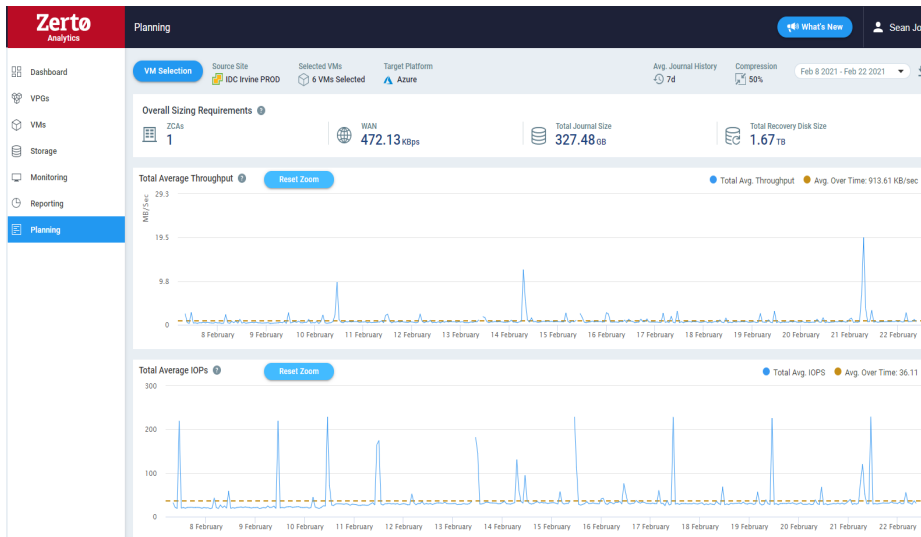 Zertø
Analytics
Planning
What's New
Sean Jo
Dashboard
VPGs
VMs
Storage
Monitoring
Reporting
Planning
VM Selection
Source Site
IDC Irvine PROD
Selected VMs
6 VMs Selected
Target Platform
Azure
Avg. Journal History
7d
Compression
50%
Feb 8 2021 - Feb 22 2021
Overall Sizing Requirements ?
ZCAs
1
WAN
472.13 KBps
Total Journal Size
327.48 GB
Total Recovery Disk Size
1.67 TB
Total Average Throughput ?
Reset Zoom
Total Avg. Throughput
Avg. Over Time: 913.61 KB/sec
MB/Sec
29.3
19.5
9.8
0
8 February 9 February 10 February 11 February 12 February 13 February 14 February 15 February 16 February 17 February 18 February 19 February 20 February 21 February 22 February
Total Average IOPs ?
Reset Zoom
Total Avg. IOPS
Avg. Over Time: 36.11
300
200
100
0
8 February 9 February 10 February 11 February 12 February 13 February 14 February 15 February 16 February 17 February 18 February 19 February 20 February 21 February 22 February